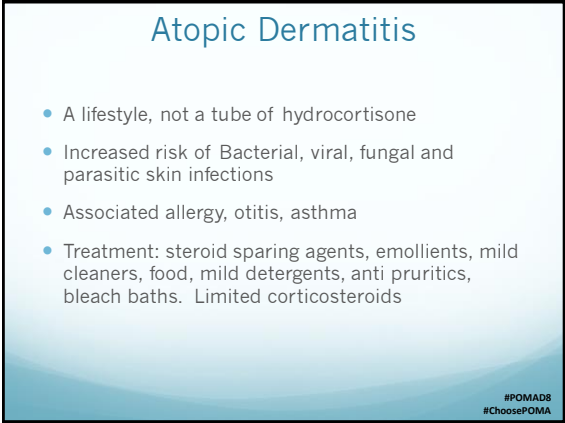 Atopic Dermatitis
• A lifestyle, not a tube of hydrocortisone
• Increased risk of Bacterial, viral, fungal and
parasitic skin infections
• Associated allergy, otitis, asthma
• Treatment: steroid sparing agents, emollients, mild
cleaners, food, mild detergents, anti pruritics,
bleach baths.  Limited corticosteroids
#POMAD8
#ChoosePOMA